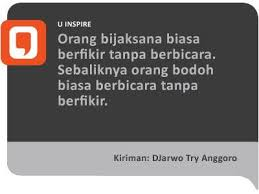 U INSPIRE
Orang bijaksana biasa
berfikir tanpa berbicara.
Sebaliknya orang bodoh
biasa berbicara tanpa
berfikir.
Kiriman: DJarwo Try Anggoro